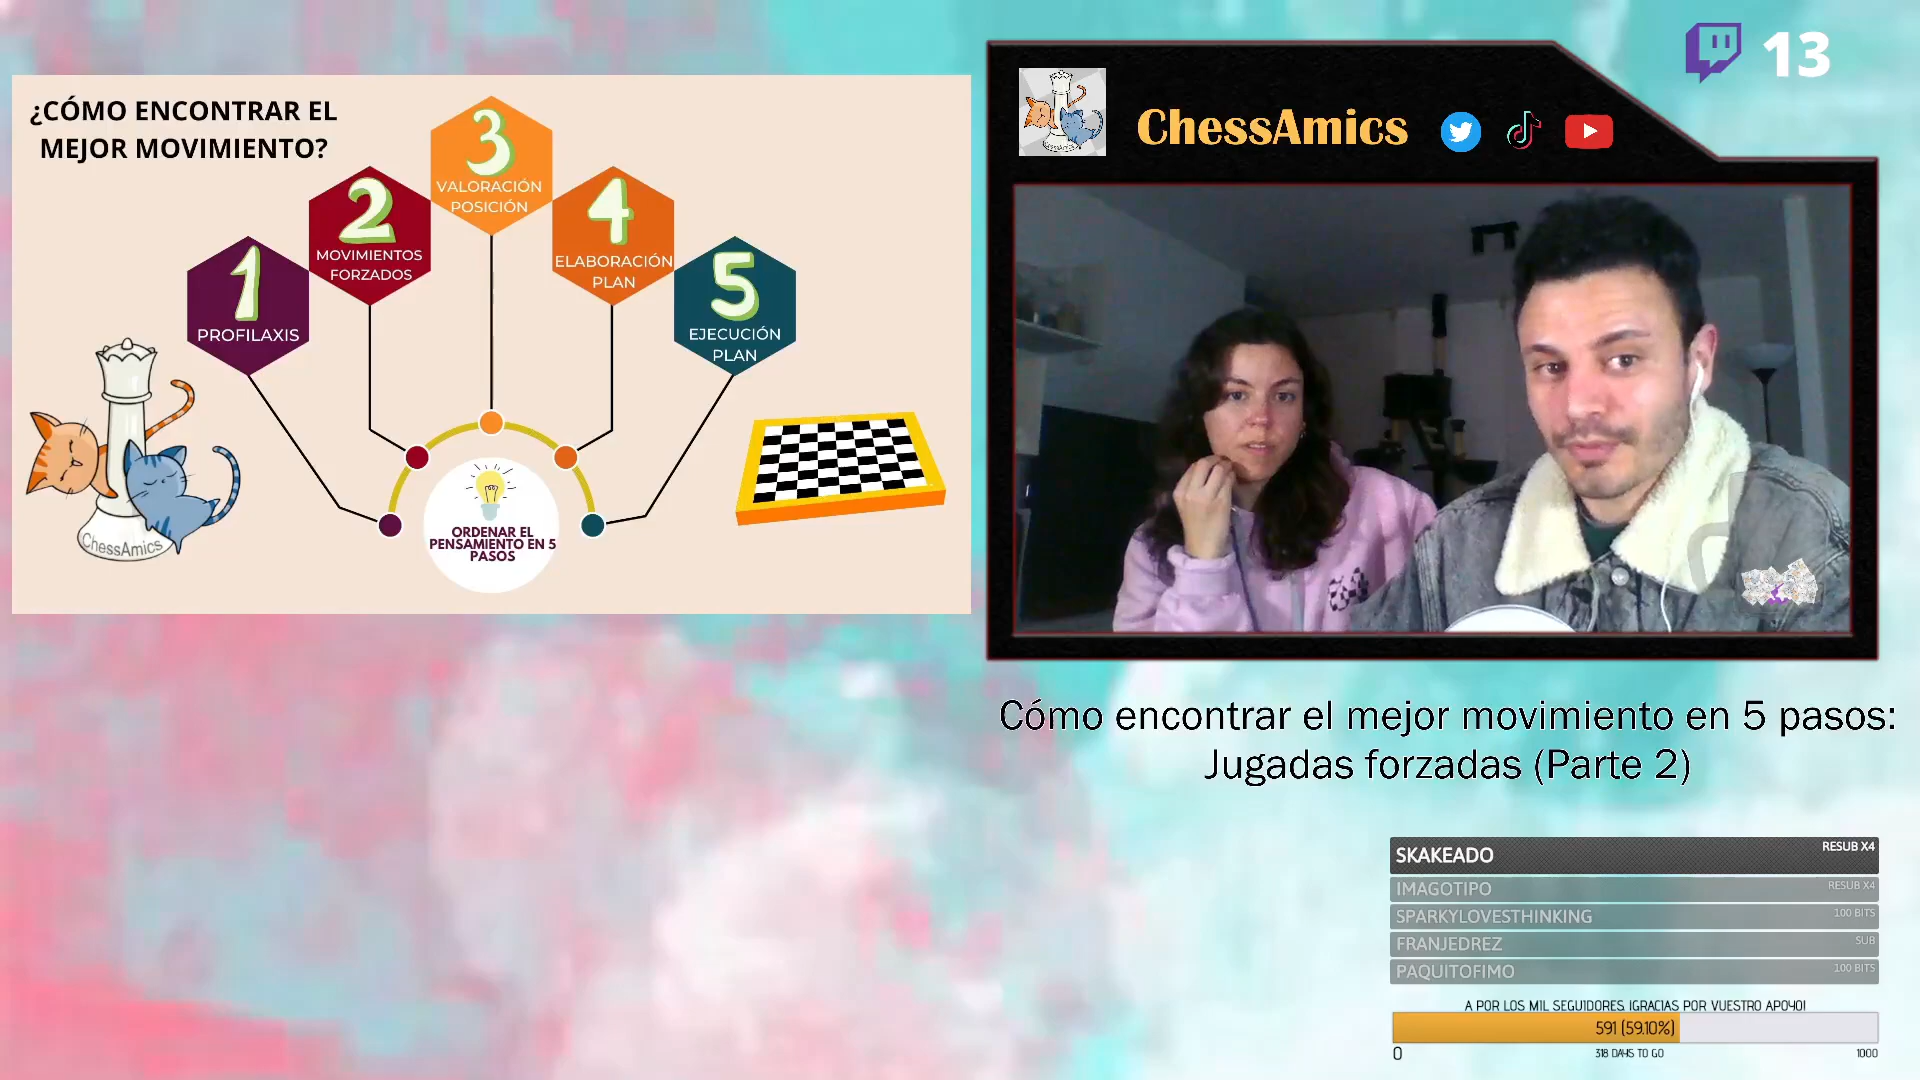 ¿CÓMO ENCONTRAR EL
MEJOR MOVIMIENTO?
1
PROFILAXIS
2
MOVIMIENTOS
FORZADOS
3
VALORACIÓN
POSICIÓN
4
ELABORACIÓN
PLAN
5
EJECUCIÓN
PLAN
ORDENAR EL
PENSAMIENTO EN 5
PASOS
ChessAmics
13
ChessAmics
ChessAmics
Cómo encontrar el mejor movimiento en 5 pasos:
Jugadas forzadas (Parte 2)
SKAKEADO RESUB X4
IMAGOTIPO RESUB X4
SPARKYLOVESTHINKING 100 BITS
FRANJEDREZ SUB
PAQUITOFIMO 100 BITS
A POR LOS MIL SEGUIDORES ¡GRACIAS POR VUESTRO APOYO!
591 (59.10%)
0 318 DAYS TO GO 1000